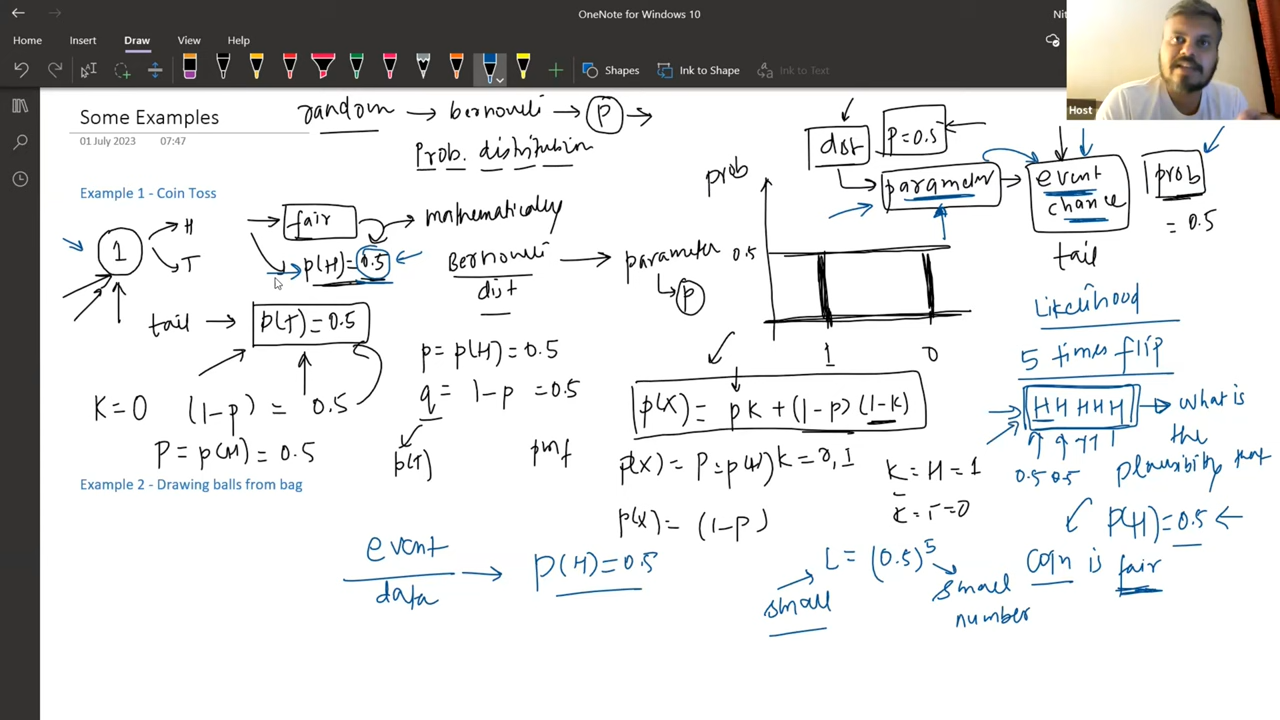 OneNote for Windows 10
Nit
Home Insert Draw View Help
Shapes Ink to Shape Ink to Text
Host
Some Examples
01 July 2023 07:47
random → bernouli → p →
Prob. distitubin
dist P=0.5
parameter → event chance
prob = 0.5
tail
Example 1 - Coin Toss
1 H
T
fair → mathematically
p(H)=0.5
Bernouli dist → parameter
p
tail → p(T)=0.5
K=0 (1-p) = 0.5
P = p(H) = 0.5
p = p(H) = 0.5
q = 1-p = 0.5
p(T)
pmf
prob
0.5
1 0
p(X) = pk + (1-p) (1-k)
p(X) = P = p(H) K = 0, 1
p(X) = (1-p)
K = H = 1
K = T = 0
Likelihood
5 times flip
HHHHH → what is
the
plausibility that
0.5 0.5
P(H) = 0.5 ←
coin is fair
Example 2 - Drawing balls from bag
event
data → P(H)=0.5
L = (0.5)^5
small
small
number